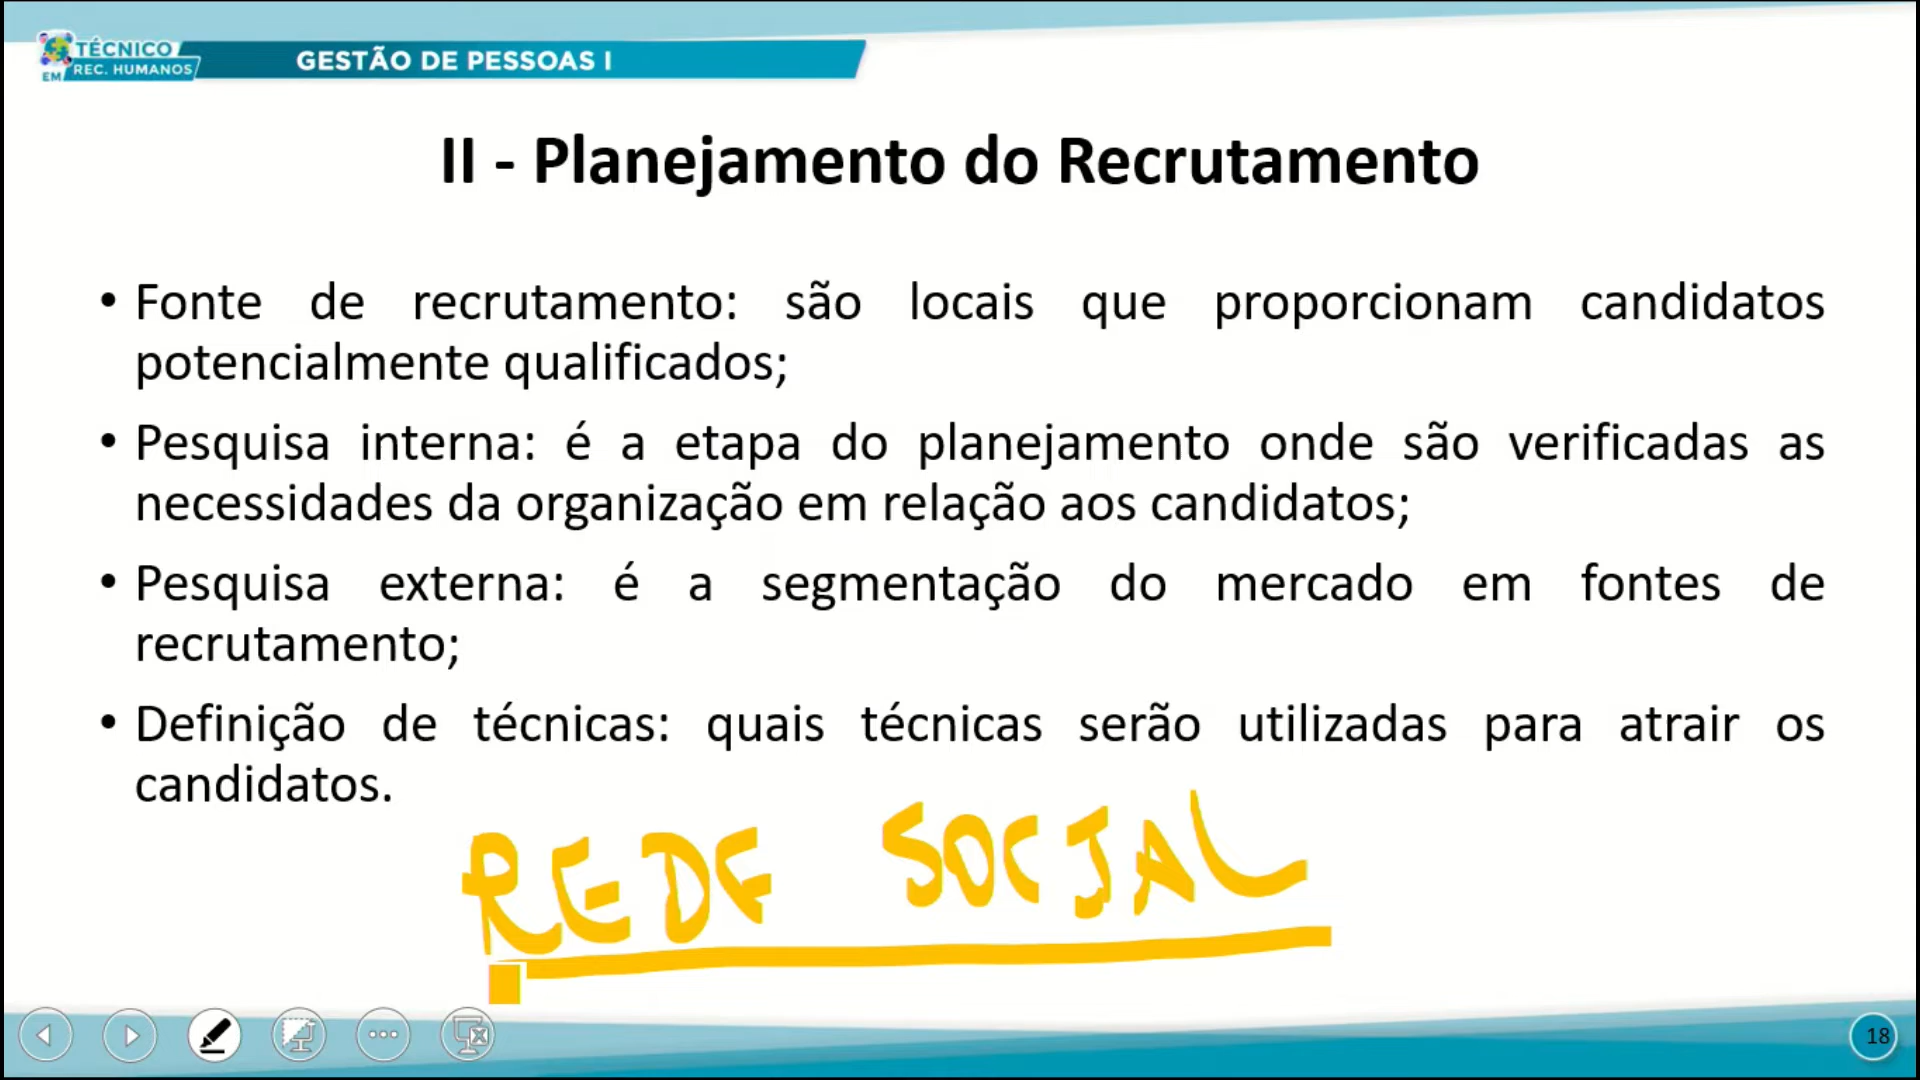 TÉCNICO
EM REC. HUMANOS
GESTÃO DE PESSOAS I
II - Planejamento do Recrutamento
• Fonte de recrutamento: são locais que proporcionam candidatos
potencialmente qualificados;
• Pesquisa interna: é a etapa do planejamento onde são verificadas as
necessidades da organização em relação aos candidatos;
• Pesquisa externa: é a segmentação do mercado em fontes de
recrutamento;
• Definição de técnicas: quais técnicas serão utilizadas para atrair os
candidatos.
REDE SOCIAL
18